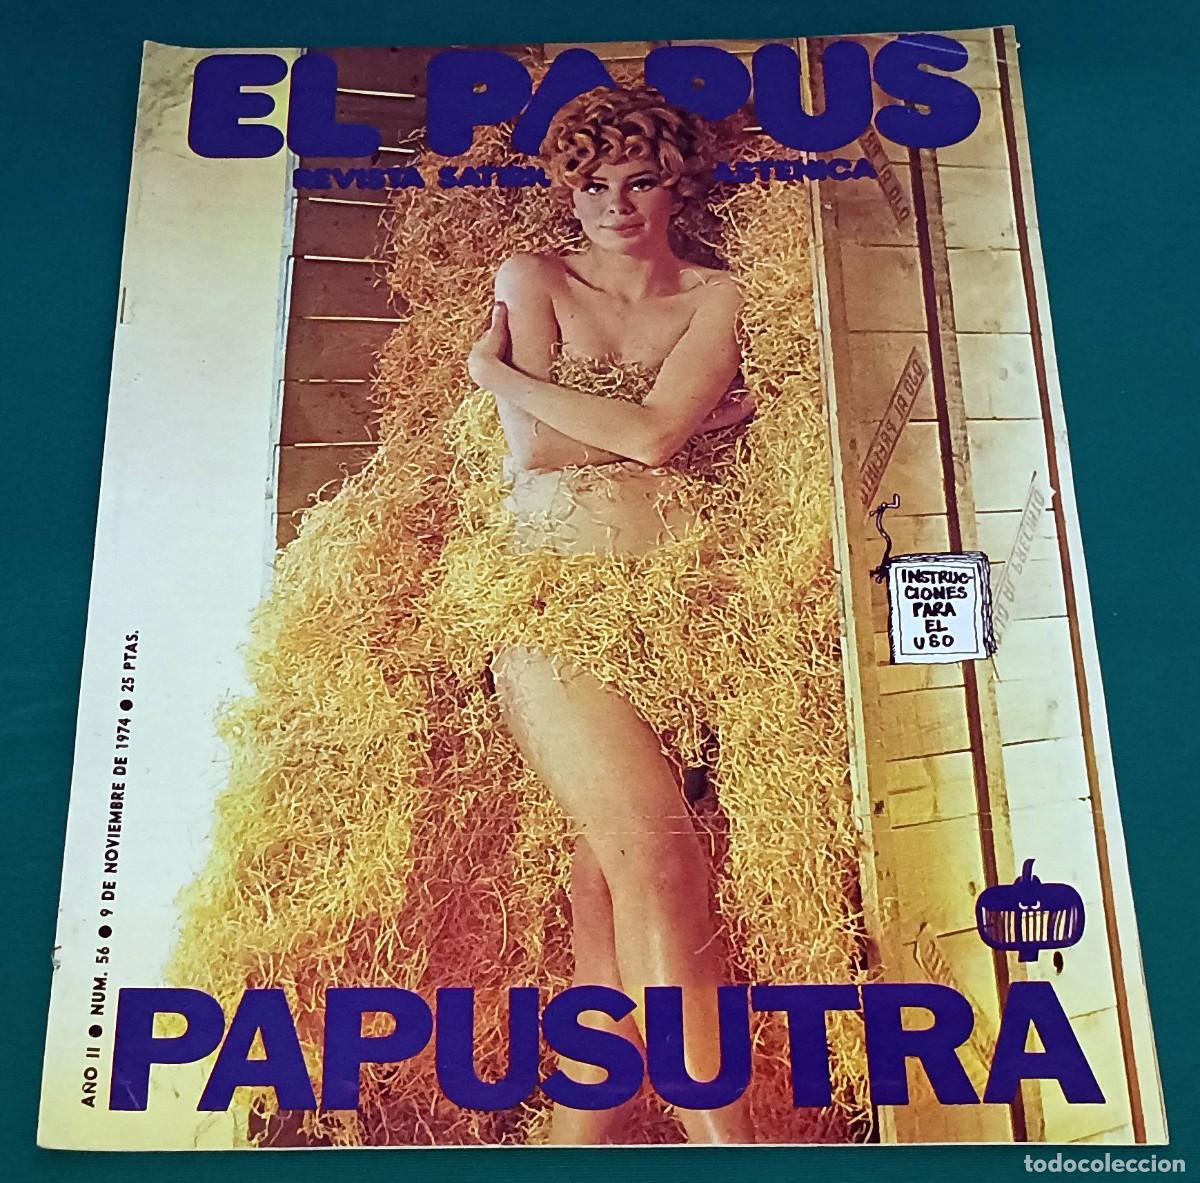 EL PAPUS
REVISTA
ASTENICA
INSTRUC-
CIONES
PARA
EL
USO
AÑO II ● NUM. 56 ● 9 DE NOVIEMBRE DE 1974 ● 25 PTAS.
PAPUSUTRA
todocoleccion